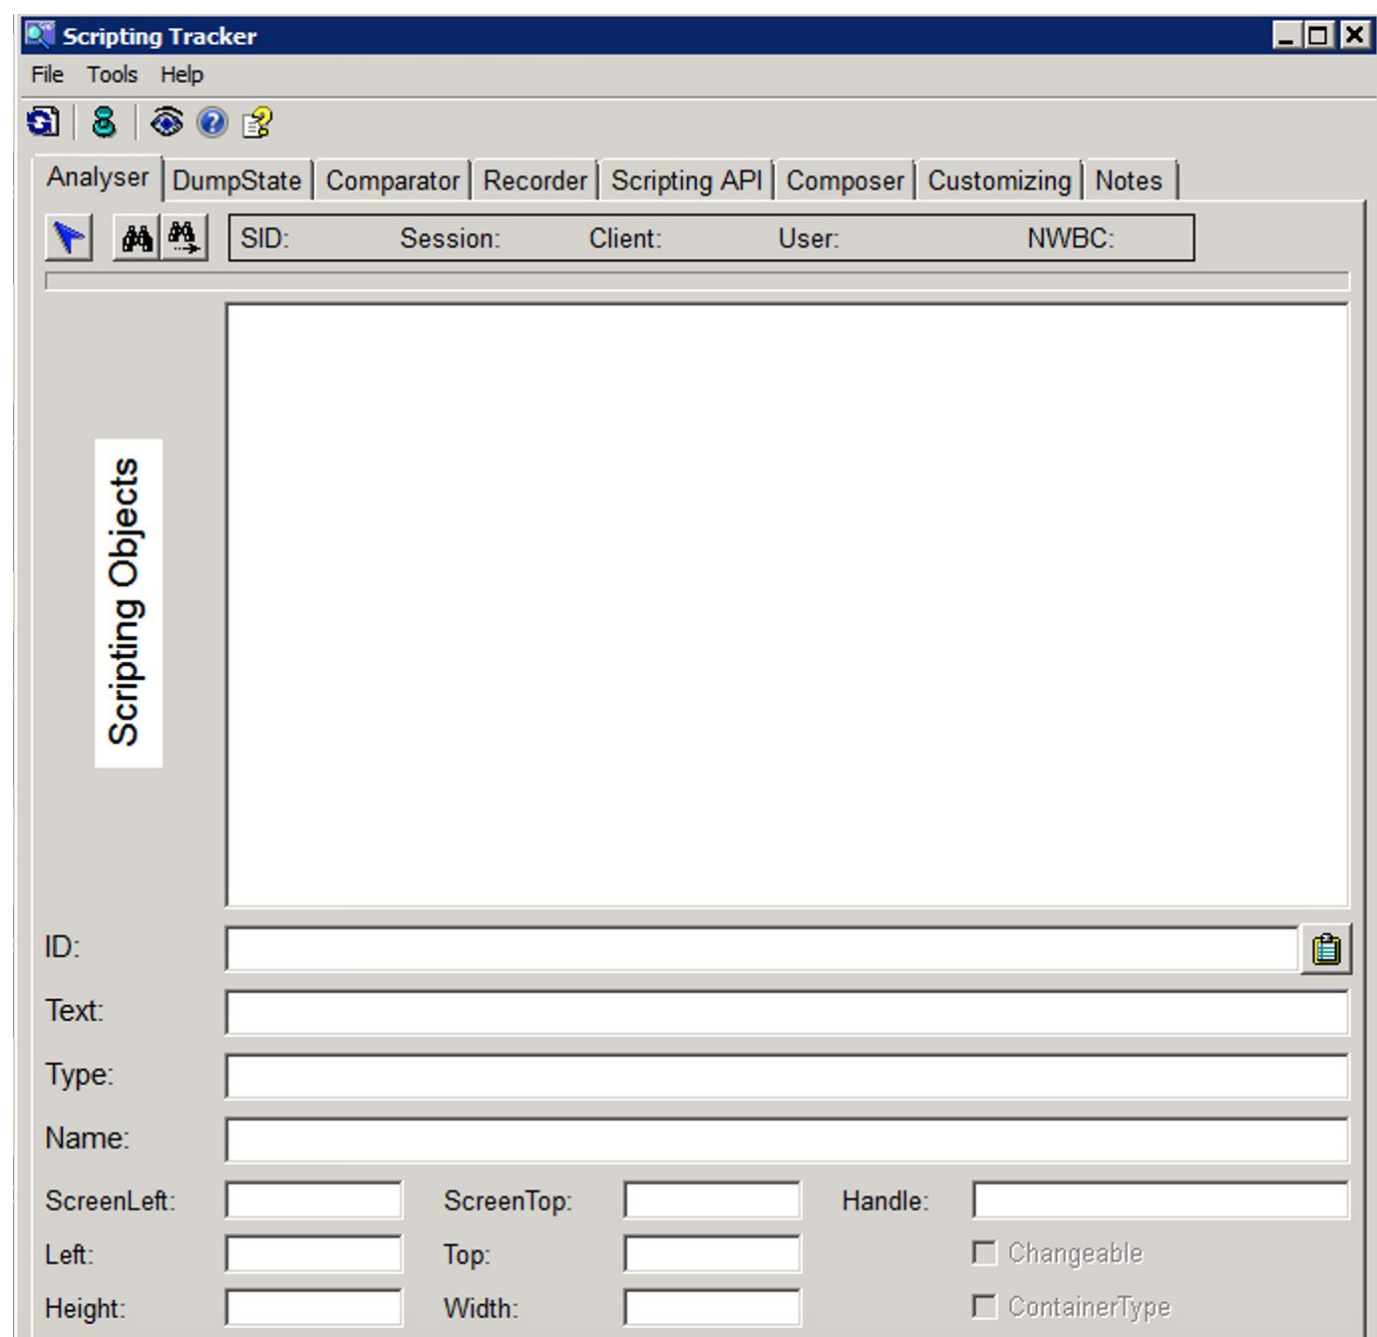 Scripting Tracker
File Tools Help
Analyser DumpState Comparator Recorder Scripting API Composer Customizing Notes
SID: Session: Client: User: NWBC:
Scripting Objects
ID:
Text:
Type:
Name:
ScreenLeft: ScreenTop: Handle:
Left: Top: Changeable
Height: Width: ContainerType